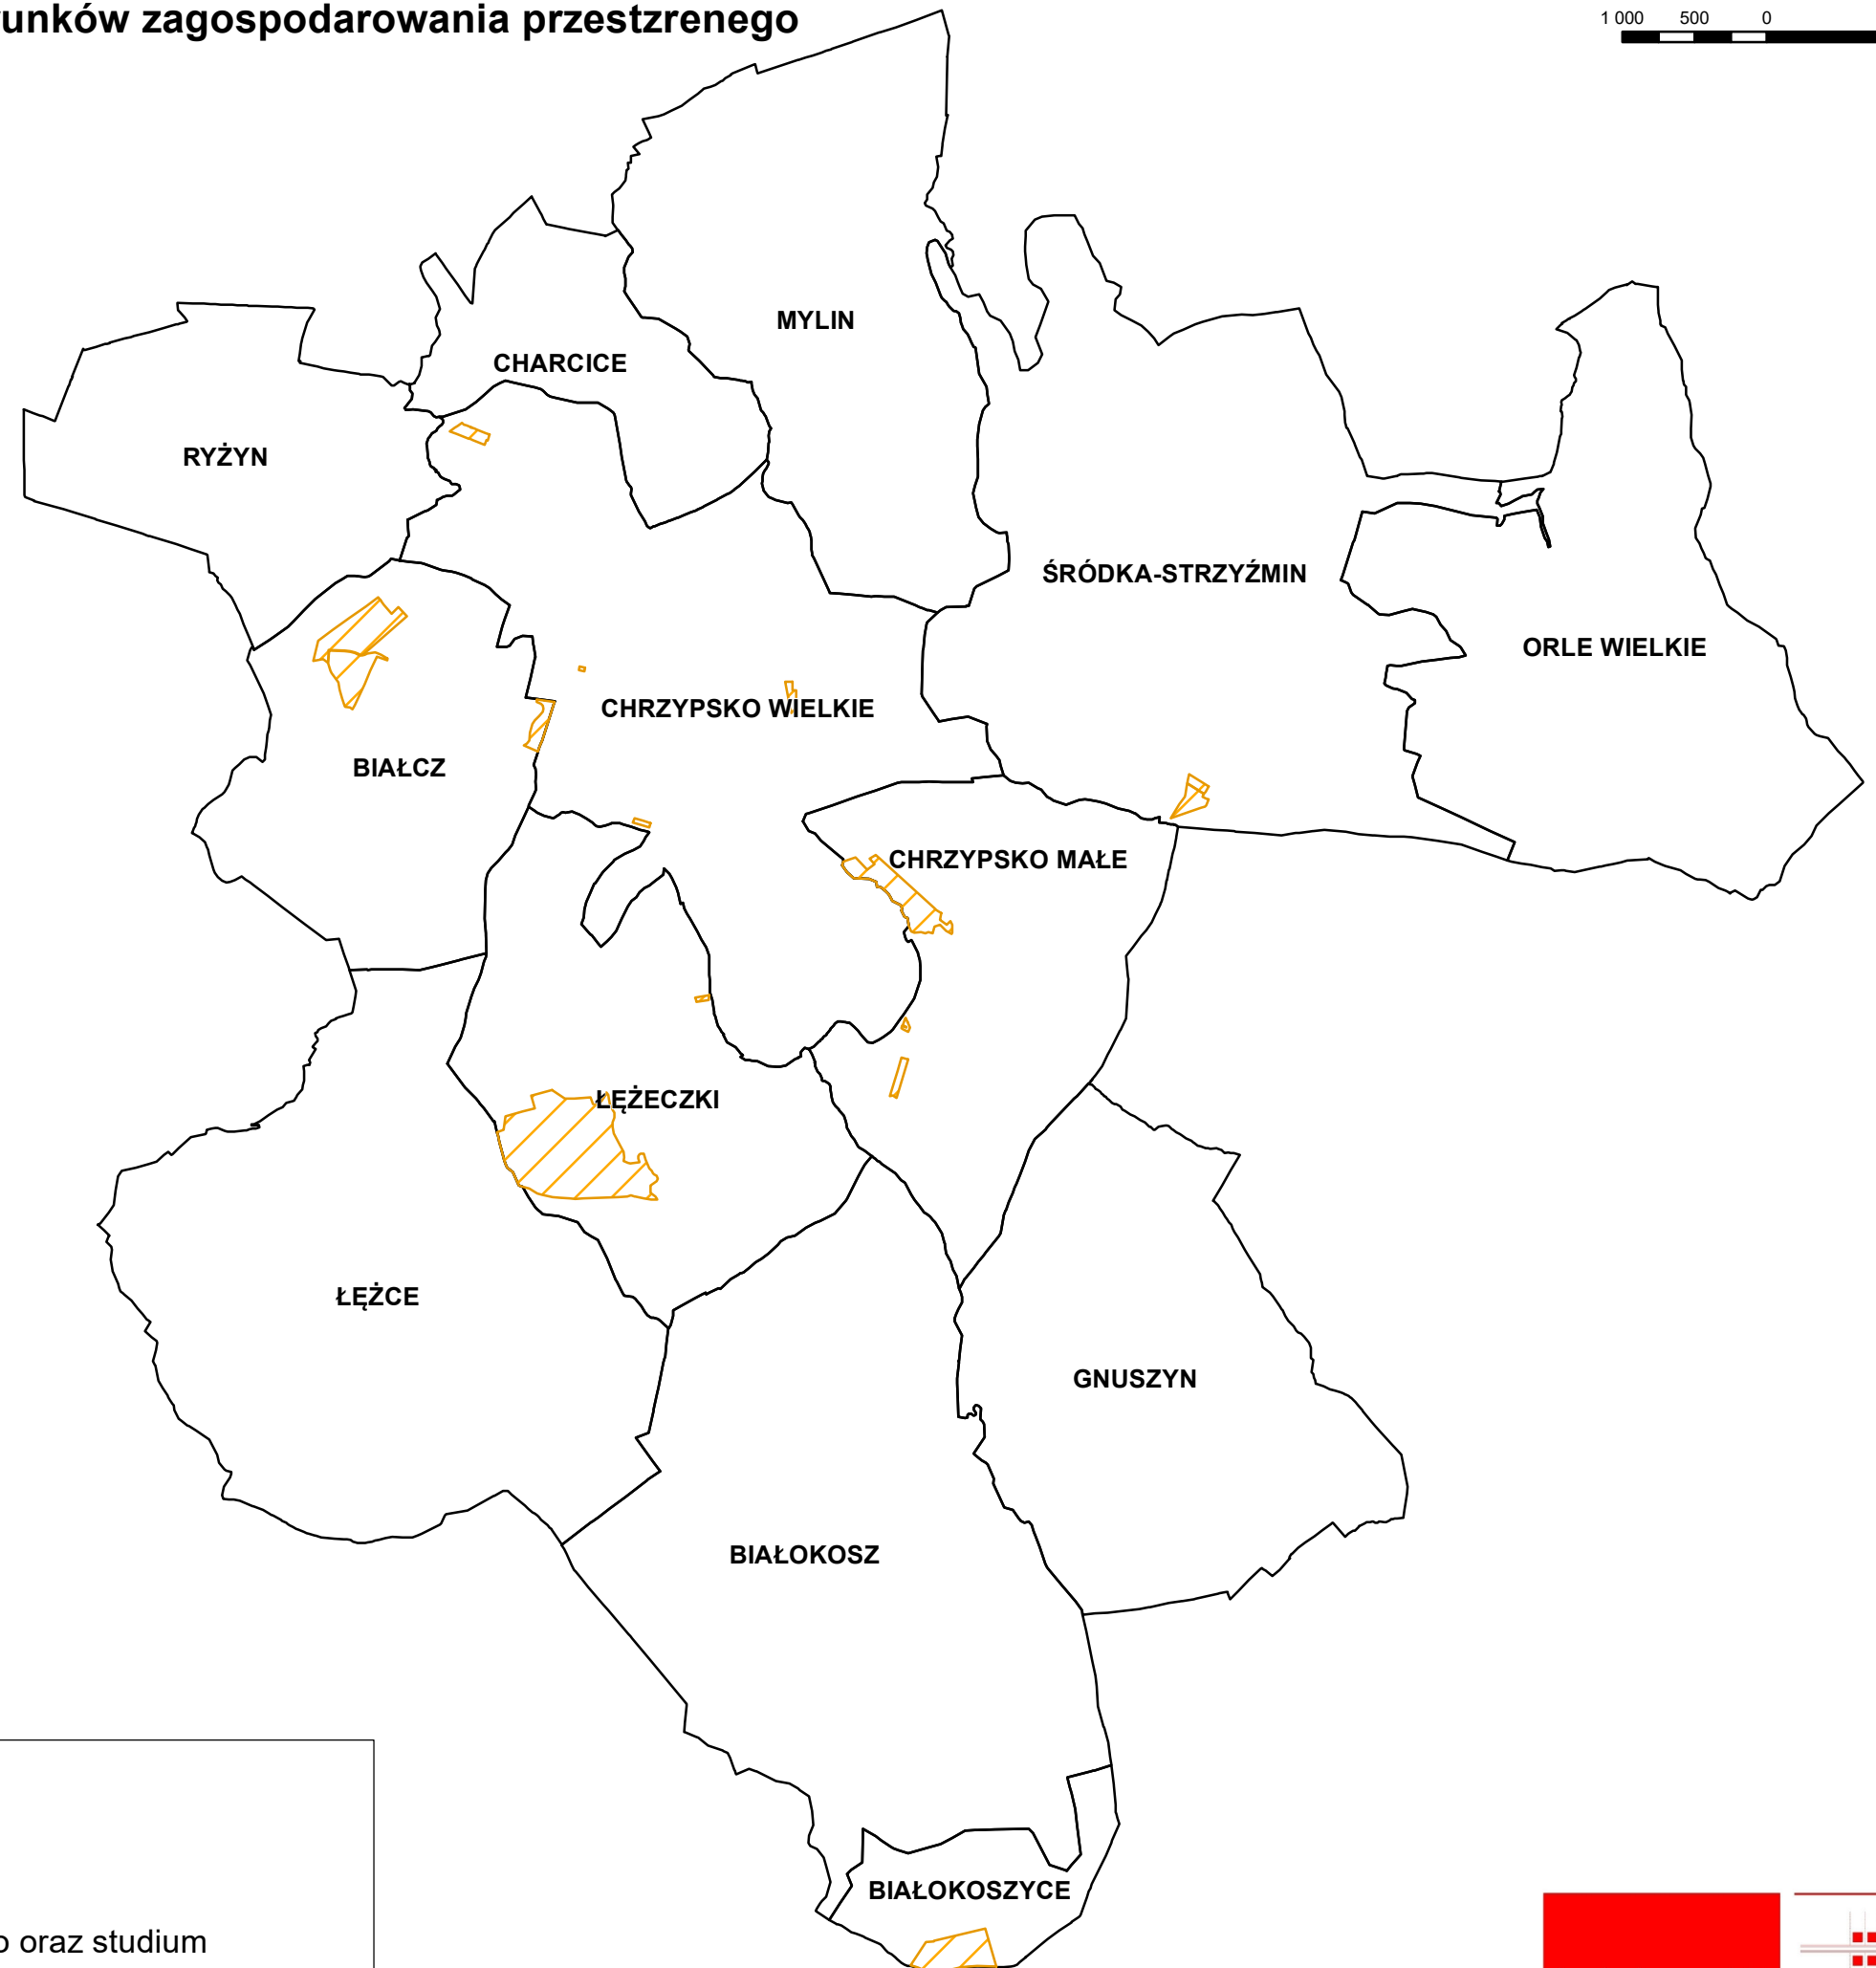 unków zagospodarowania przestzrenego
1 000 500 0
MYLIN
CHARCICE
RYŻYN
ŚRÓDKA-STRZYŹMIN
ORLE WIELKIE
CHRZYPSKO WIELKIE
BIAŁCZ
CHRZYPSKO MAŁE
ŁĘŻECZKI
ŁĘŻCE
GNUSZYN
BIAŁOKOSZ
BIAŁOKOSZYCE
oraz studium